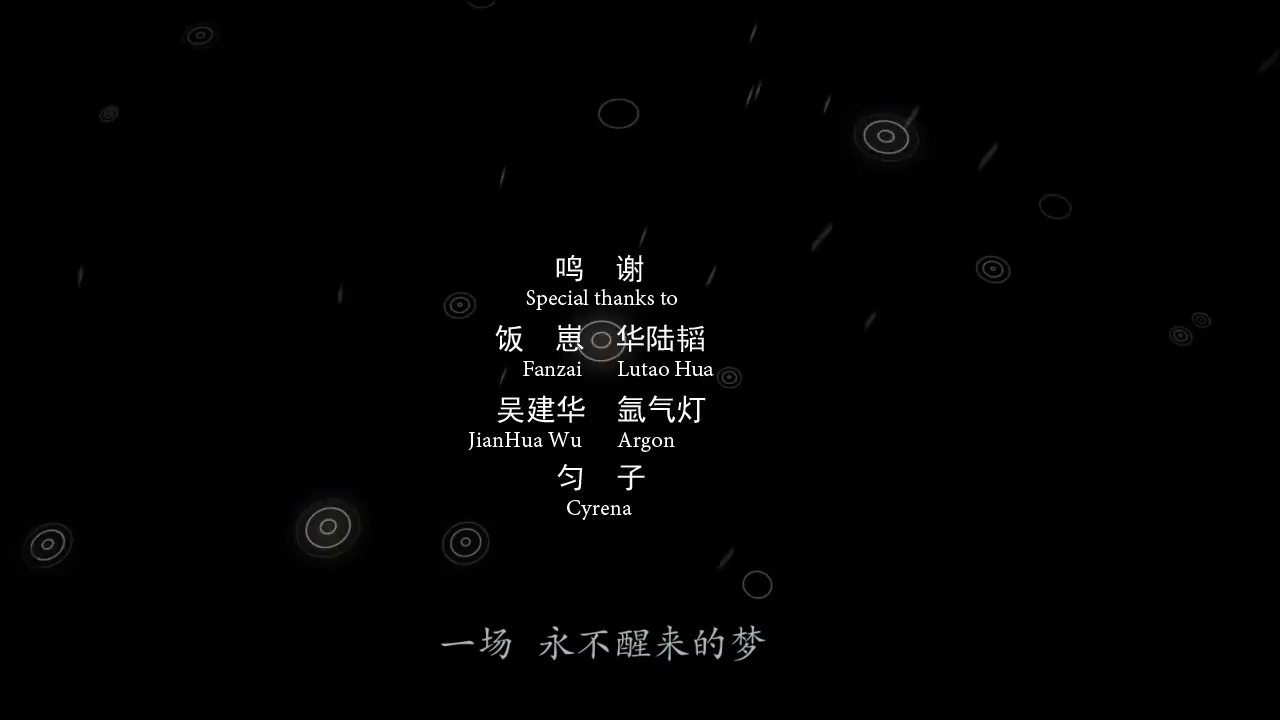 鸣 谢
Special thanks to
饭 崽 华陆韬
Fanzai Lutao Hua
吴建华 氩气灯
JianHua Wu Argon
匀 子
Cyrena
一场 永不醒来的梦